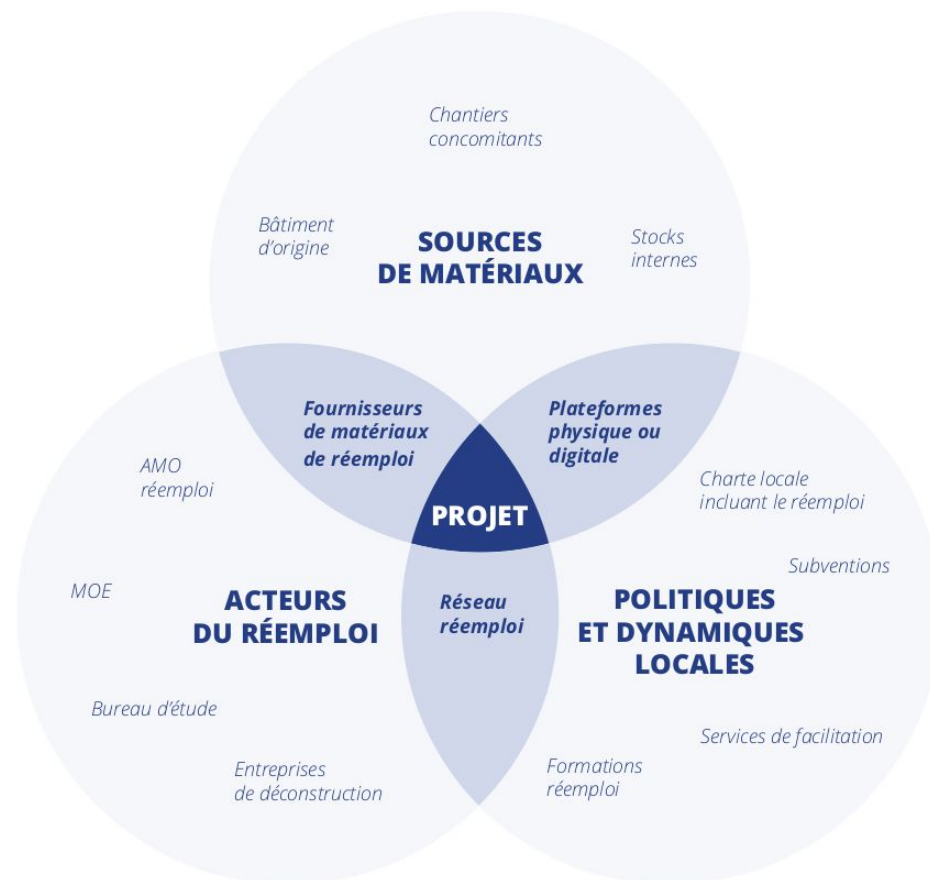 Chantiers
concomitants
Bâtiment
d’origine
SOURCES
DE MATÉRIAUX
Stocks
internes
Fournisseurs
de matériaux
de réemploi
Plateformes
physique ou
digitale
AMO
réemploi
Charte locale
incluant le réemploi
PROJET
Subventions
MOE
ACTEURS
DU RÉEMPLOI
Réseau
réemploi
POLITIQUES
ET DYNAMIQUES
LOCALES
Bureau d’étude
Services de facilitation
Entreprises
de déconstruction
Formations
réemploi